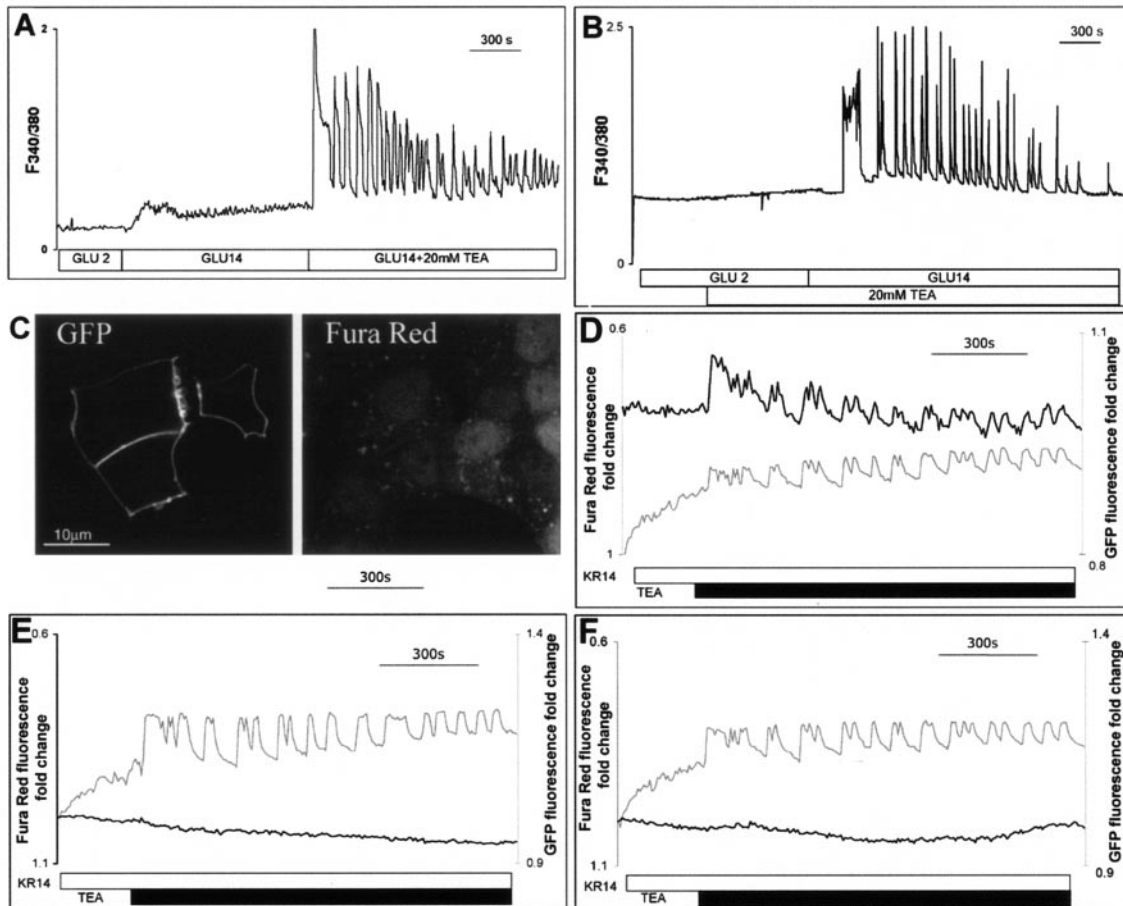 A
2
300 s
F340/380
0
GLU 2
GLU14
GLU14+20mM TEA
B
2.5
300 s
F340/380
0
GLU 2
GLU14
20mM TEA
C
GFP
Fura Red
10μm
300s
D
0.6
1.1
300s
Fura Red fluorescence
fold change
GFP fluorescence fold change
1
0.8
KR14
TEA
E
0.6
1.4
300s
Fura Red fluorescence
fold change
GFP fluorescence fold change
1.1
0.9
KR14
TEA
F
0.6
1.4
300s
Fura Red fluorescence
fold change
GFP fluorescence fold change
1.1
0.9
KR14
TEA